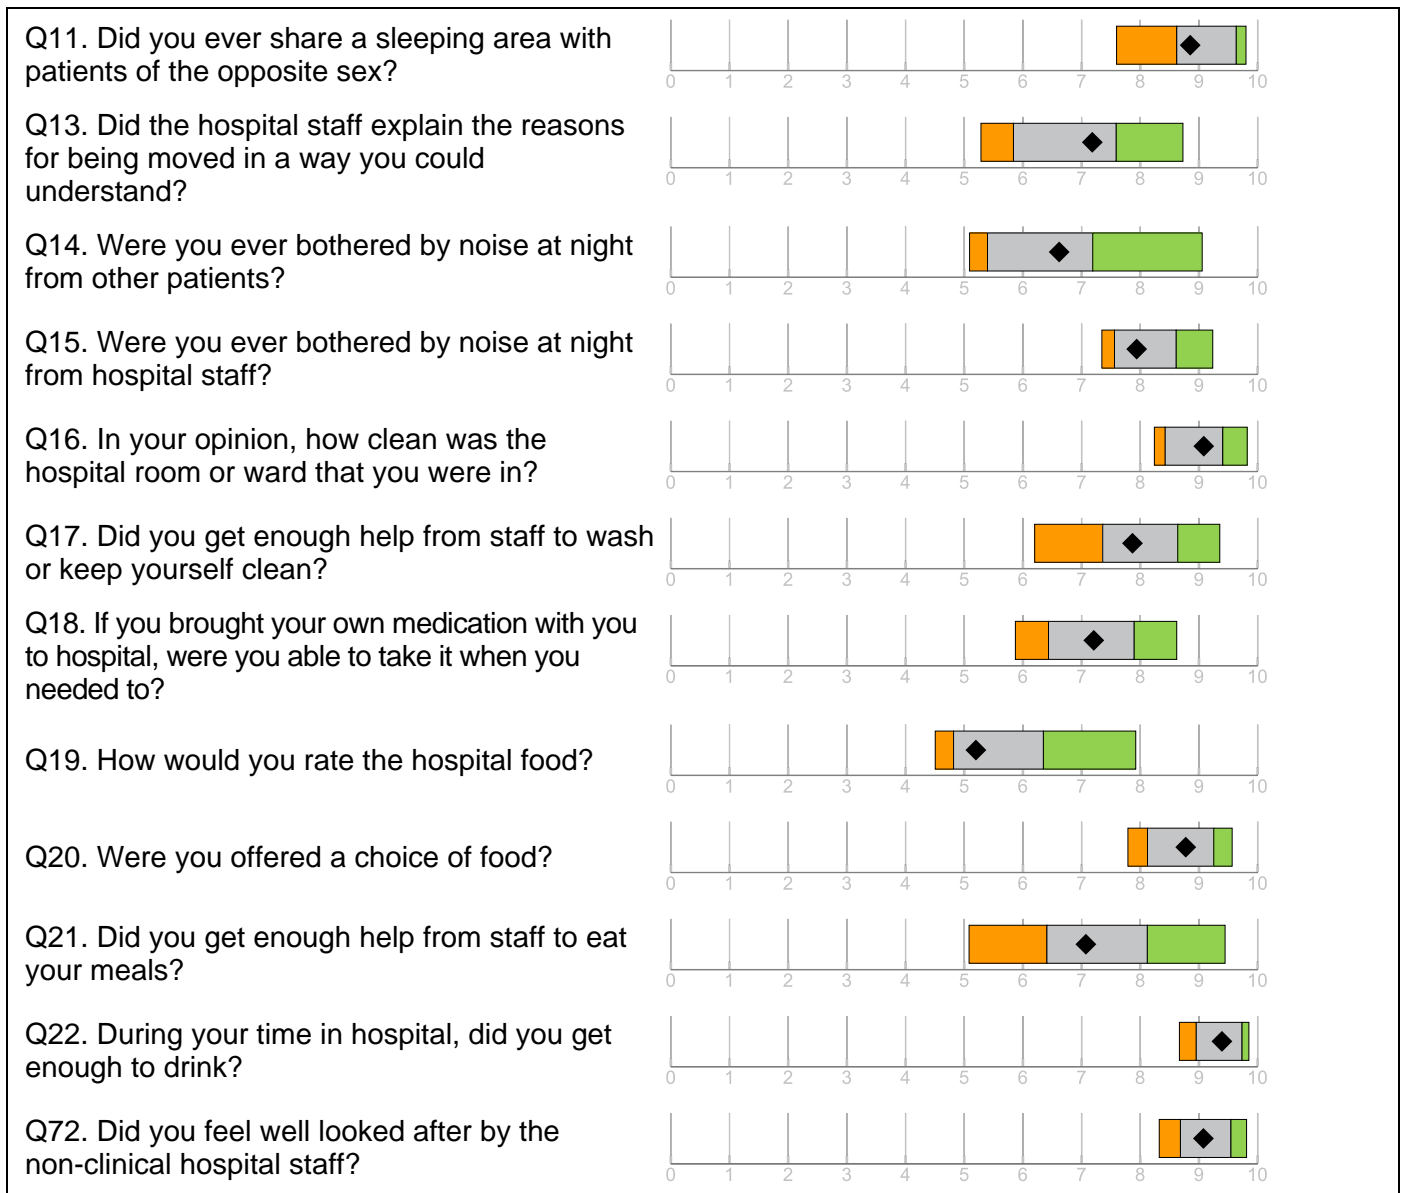 Q11. Did you ever share a sleeping area with
patients of the opposite sex?
0 1 2 3 4 5 6 7 8 9 10
Q13. Did the hospital staff explain the reasons
for being moved in a way you could
understand?
0 1 2 3 4 5 6 7 8 9 10
Q14. Were you ever bothered by noise at night
from other patients?
0 1 2 3 4 5 6 7 8 9 10
Q15. Were you ever bothered by noise at night
from hospital staff?
0 1 2 3 4 5 6 7 8 9 10
Q16. In your opinion, how clean was the
hospital room or ward that you were in?
0 1 2 3 4 5 6 7 8 9 10
Q17. Did you get enough help from staff to wash
or keep yourself clean?
0 1 2 3 4 5 6 7 8 9 10
Q18. If you brought your own medication with you
to hospital, were you able to take it when you
needed to?
0 1 2 3 4 5 6 7 8 9 10
Q19. How would you rate the hospital food?
0 1 2 3 4 5 6 7 8 9 10
Q20. Were you offered a choice of food?
0 1 2 3 4 5 6 7 8 9 10
Q21. Did you get enough help from staff to eat
your meals?
0 1 2 3 4 5 6 7 8 9 10
Q22. During your time in hospital, did you get
enough to drink?
0 1 2 3 4 5 6 7 8 9 10
Q72. Did you feel well looked after by the
non-clinical hospital staff?
0 1 2 3 4 5 6 7 8 9 10